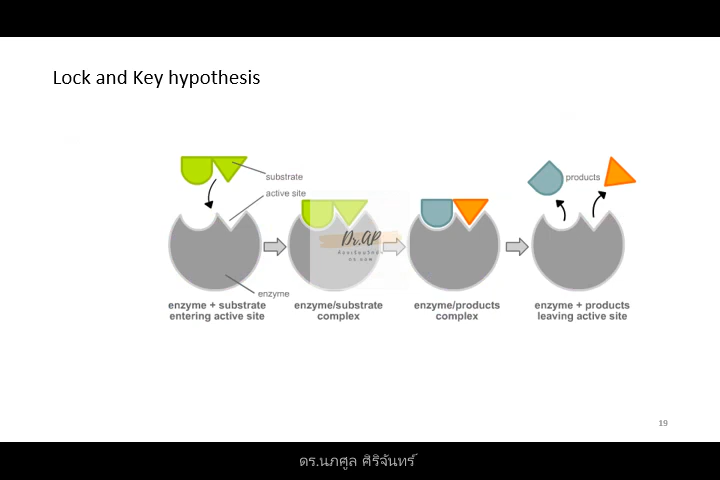 Lock and Key hypothesis
substrate
active site
products
Dr.AP
enzyme
enzyme + substrate
entering active site
enzyme/substrate
complex
enzyme/products
complex
enzyme + products
leaving active site
19
ดร.นภศูล ศิริจันทร์